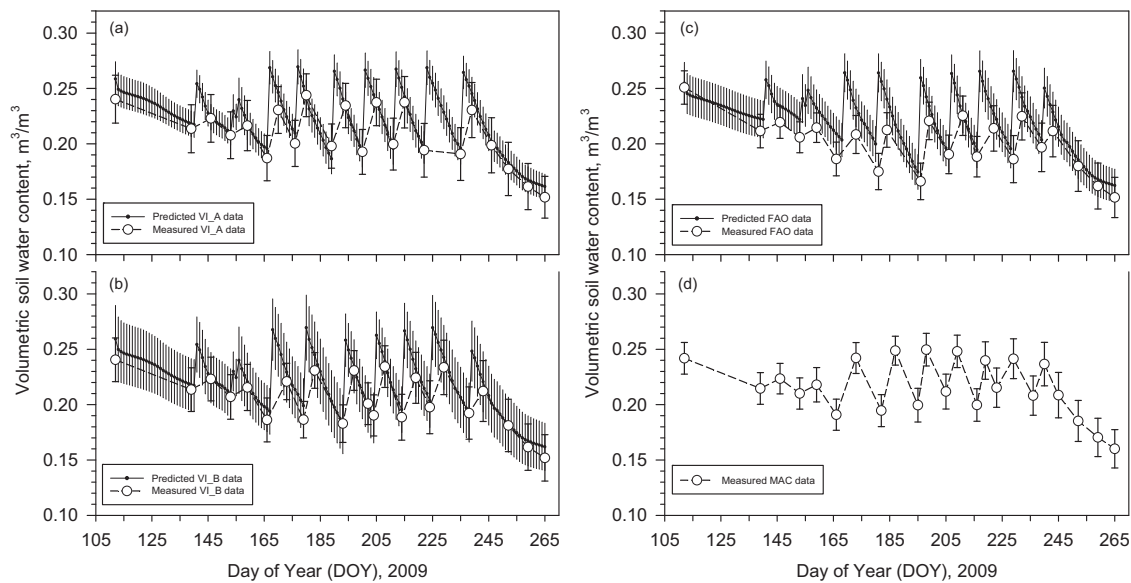 (a)
0.30
0.25
0.20
0.15
0.10
Predicted VI_A data
Measured VI_A data
(b)
0.30
0.25
0.20
0.15
0.10
Predicted VI_B data
Measured VI_B data
105 125 145 165 185 205 225 245 265
Day of Year (DOY), 2009
Volumetric soil water content, m³/m³
(c)
0.30
0.25
0.20
0.15
0.10
Predicted FAO data
Measured FAO data
(d)
0.30
0.25
0.20
0.15
0.10
Measured MAC data
105 125 145 165 185 205 225 245 265
Day of Year (DOY), 2009
Volumetric soil water content, m³/m³